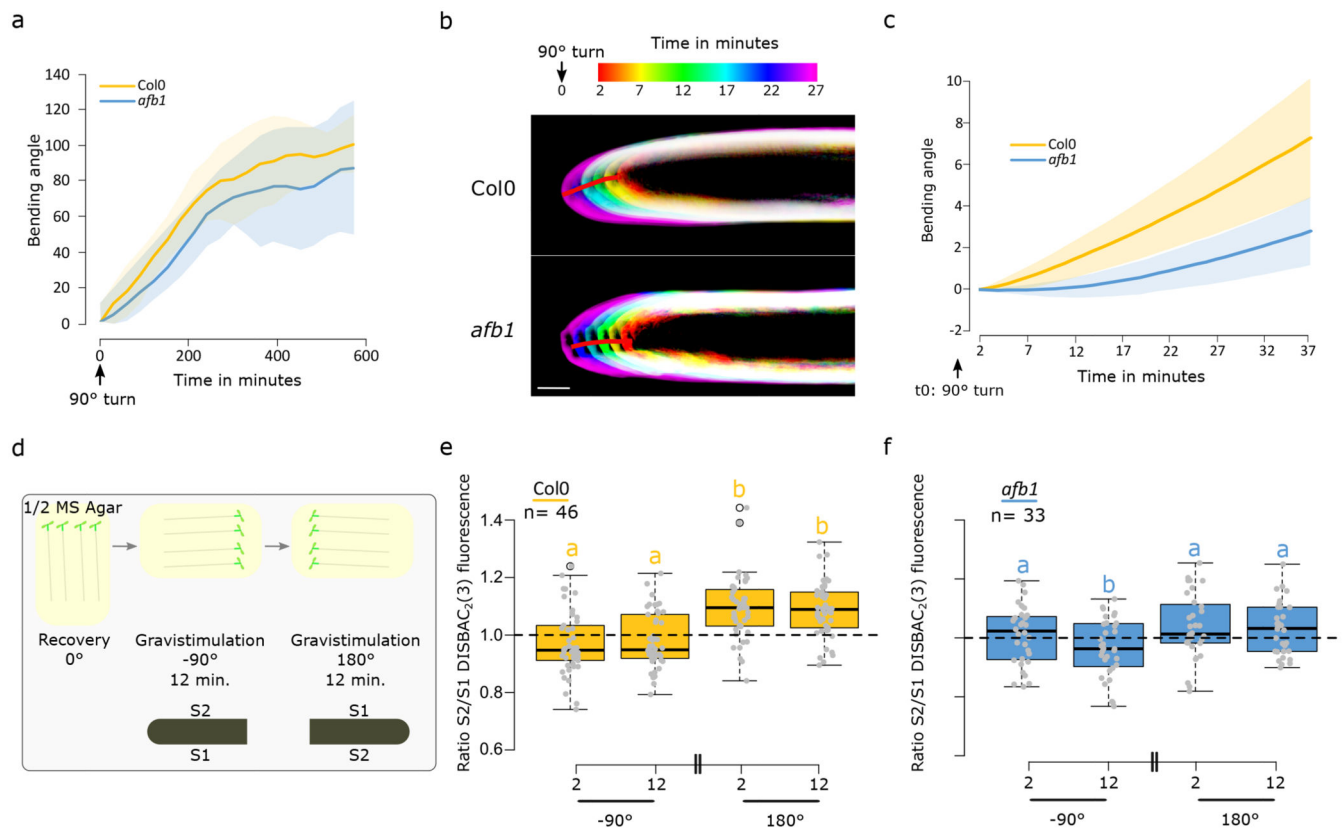 a
Col0
afb1
Bending angle
140
120
100
80
60
40
20
0
0
200
400
600
Time in minutes
90° turn
b
Time in minutes
90° turn
0
2
7
12
17
22
27
Col0
afb1
c
Col0
afb1
Bending angle
10
8
6
4
2
0
-2
2
7
12
17
22
27
32
37
Time in minutes
t0: 90° turn
d
1/2 MS Agar
Recovery
0°
Gravistimulation
-90°
12 min.
Gravistimulation
180°
12 min.
S2
S1
S1
S2
e
Ratio S2/S1 DISBAC₂(3) fluorescence
Col0
n= 46
1.4
1.2
1.0
0.8
0.6
a
a
b
b
2
12
2
12
-90°
180°
f
Ratio S2/S1 DISBAC₂(3) fluorescence
afb1
n= 33
a
b
a
a
2
12
2
12
-90°
180°